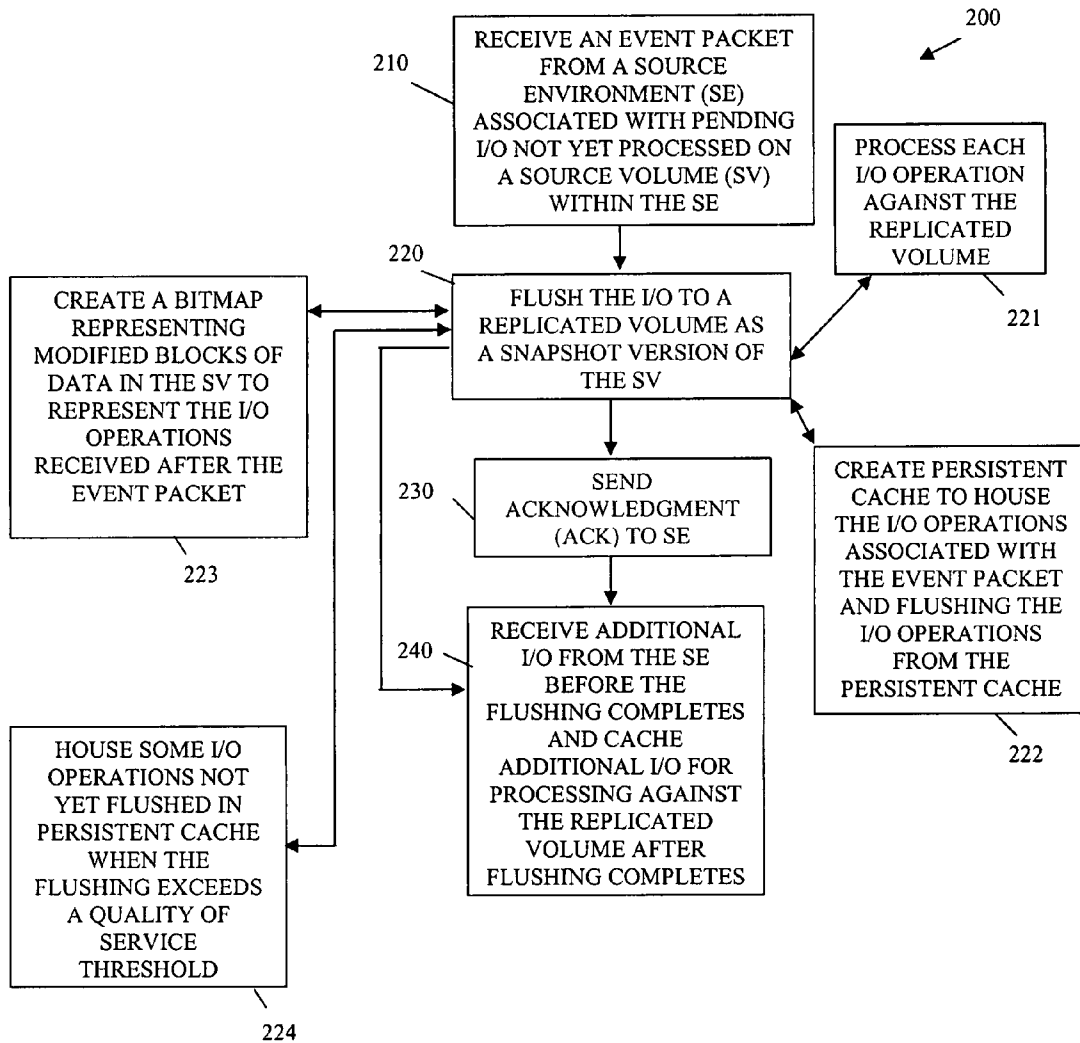 200
210
RECEIVE AN EVENT PACKET
FROM A SOURCE
ENVIRONMENT (SE)
ASSOCIATED WITH PENDING
I/O NOT YET PROCESSED ON
A SOURCE VOLUME (SV)
WITHIN THE SE
PROCESS EACH
I/O OPERATION
AGAINST THE
REPLICATED
VOLUME
221
220
FLUSH THE I/O TO A
REPLICATED VOLUME AS
A SNAPSHOT VERSION OF
THE SV
CREATE A BITMAP
REPRESENTING
MODIFIED BLOCKS OF
DATA IN THE SV TO
REPRESENT THE I/O
OPERATIONS
RECEIVED AFTER THE
EVENT PACKET
223
230
SEND
ACKNOWLEDGMENT
(ACK) TO SE
CREATE PERSISTENT
CACHE TO HOUSE
THE I/O OPERATIONS
ASSOCIATED WITH
THE EVENT PACKET
AND FLUSHING THE
I/O OPERATIONS
FROM THE
PERSISTENT CACHE
222
240
RECEIVE ADDITIONAL
I/O FROM THE SE
BEFORE THE
FLUSHING COMPLETES
AND CACHE
ADDITIONAL I/O FOR
PROCESSING AGAINST
THE REPLICATED
VOLUME AFTER
FLUSHING COMPLETES
HOUSE SOME I/O
OPERATIONS NOT
YET FLUSHED IN
PERSISTENT CACHE
WHEN THE
FLUSHING EXCEEDS
A QUALITY OF
SERVICE
THRESHOLD
224